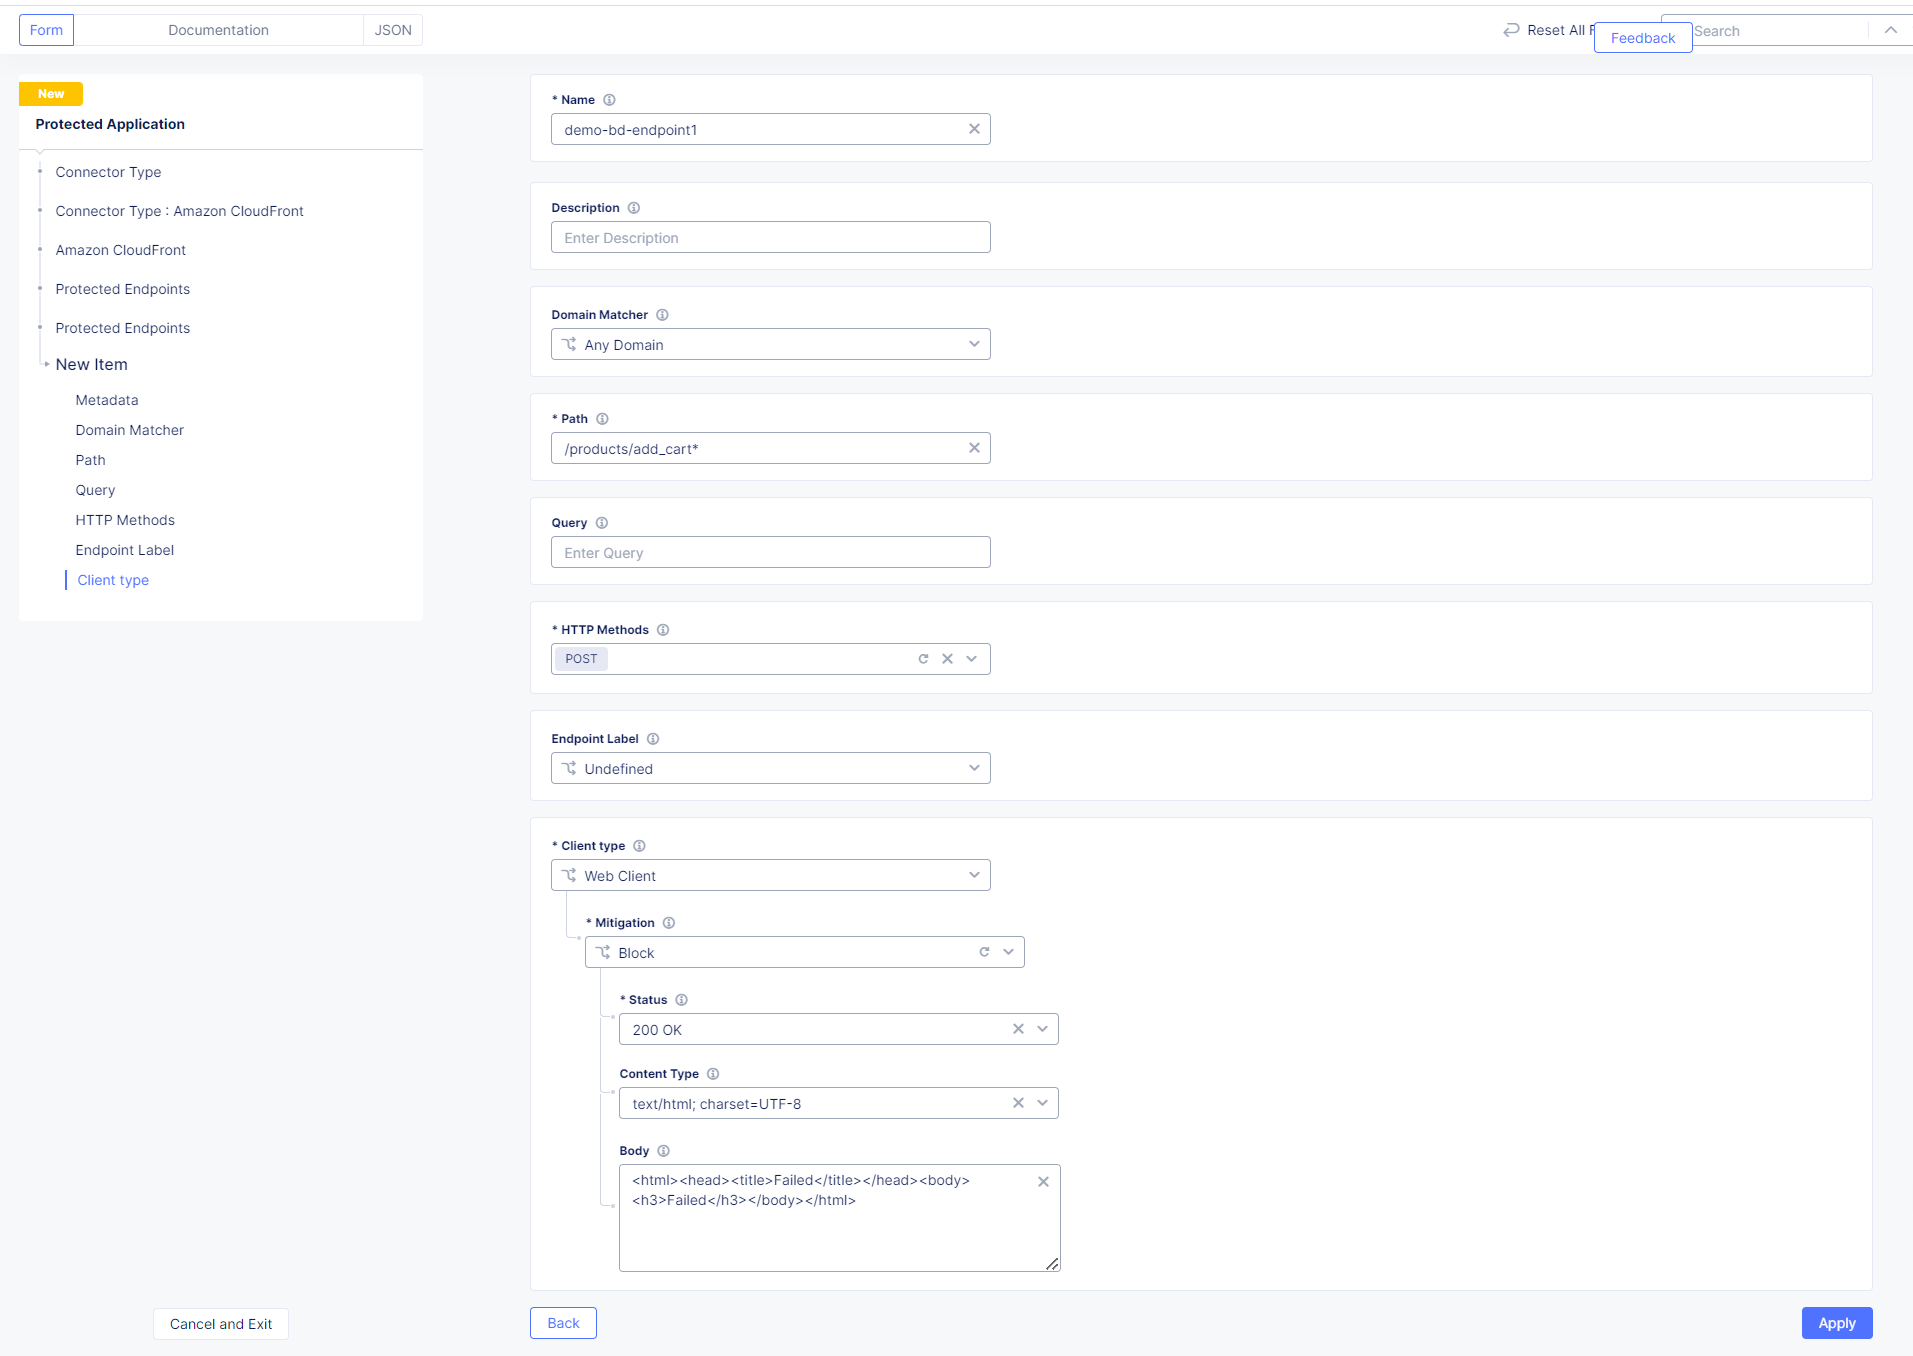 Form
Documentation
JSON
Reset All F
Feedback
Search
New
Protected Application
Connector Type
Connector Type : Amazon CloudFront
Amazon CloudFront
Protected Endpoints
Protected Endpoints
New Item
Metadata
Domain Matcher
Path
Query
HTTP Methods
Endpoint Label
Client type
Cancel and Exit
* Name
demo-bd-endpoint1
Description
Enter Description
Domain Matcher
Any Domain
* Path
/products/add_cart*
Query
Enter Query
* HTTP Methods
POST
Endpoint Label
Undefined
* Client type
Web Client
* Mitigation
Block
* Status
200 OK
Content Type
text/html; charset=UTF-8
Body
<html><head><title>Failed</title></head><body>
<h3>Failed</h3></body></html>
Back
Apply